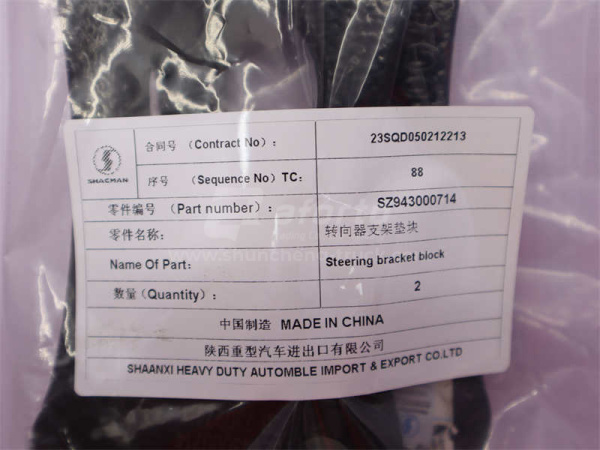 合同号 （Contract No）： 23SQD050212213
SHACMAN
序号 （Sequence No）TC： 88
零件编号 （Part number）： SZ943000714
零件名称： 转向器支架垫块
Name Of Part： Steering bracket block
数量（Quantity）： 2
中国制造 MADE IN CHINA
陕西重型汽车进出口有限公司
SHAANXI HEAVY DUTY AUTOMBLE IMPORT & EXPORT CO.LTD